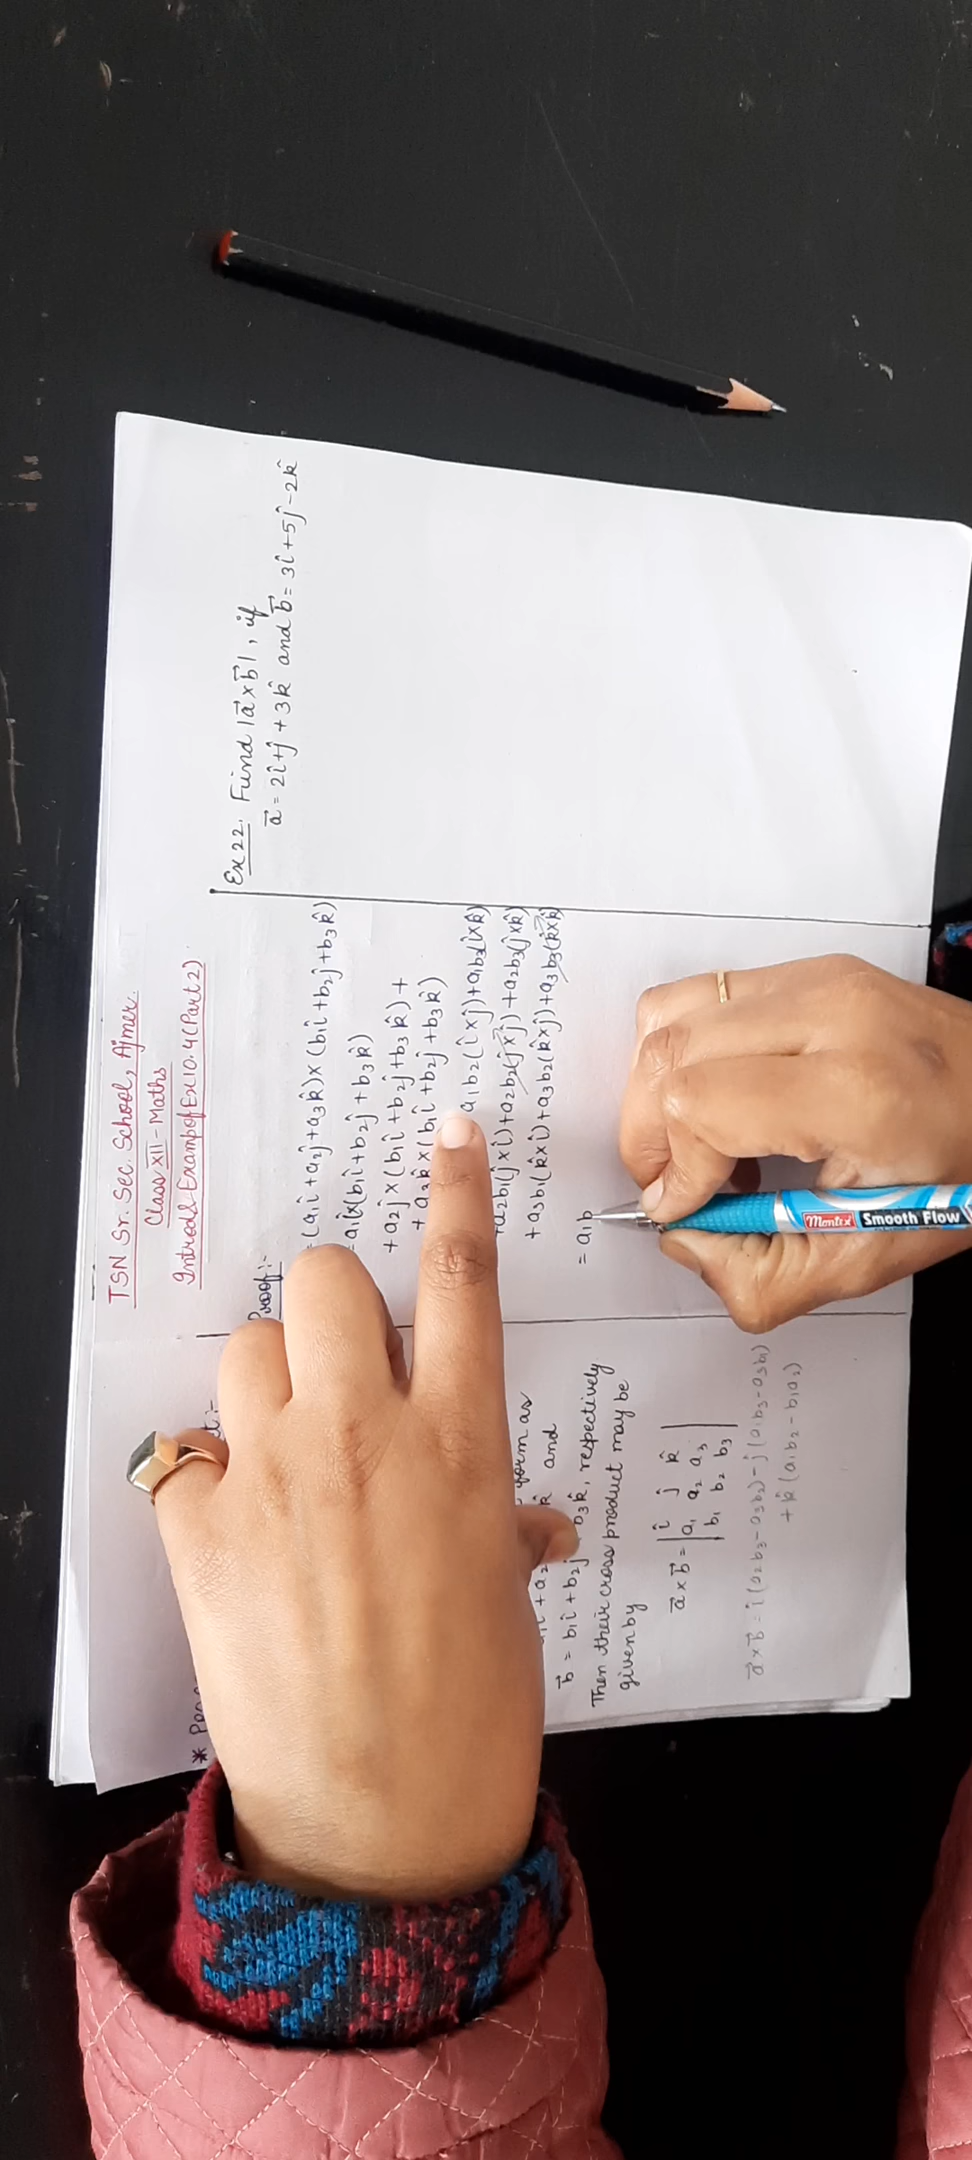 TSN Sr. Sec. School, Ajmer.
Class XII - Maths
Introd& Examp of Ex 10.4 (Part 2)
* 
b⃗ = b₁î + b₂ĵ b₃k̂, respectively
form as
and
Then their cross product may be
given by
a⃗ × b⃗ = | î ĵ k̂ |
a₁ a₂ a₃
b₁ b₂ b₃
a⃗ × b⃗ = î (a₂b₃ - a₃b₂) - ĵ (a₁b₃ - a₃b₁)
+ k̂ (a₁b₂ - b₁a₂)
Proof:-
= (a₁î + a₂ĵ + a₃k̂) × (b₁î + b₂ĵ + b₃k̂)
= a₁î × (b₁î + b₂ĵ + b₃k̂)
+ a₂ĵ × (b₁î + b₂ĵ + b₃k̂) +
+ a₃k̂ × (b₁î + b₂ĵ + b₃k̂)
a₁b₂(î × ĵ) + a₁b₃(î × k̂)
+ a₂b₁(ĵ × î) + a₂b₂(ĵ × ĵ) + a₂b₃(ĵ × k̂)
+ a₃b₁(k̂ × î) + a₃b₂(k̂ × ĵ) + a₃b₃(k̂ × k̂)
= a₁b
Ex 22. Find |a⃗ × b⃗|, if
a⃗ = 2î + ĵ + 3k̂ and b⃗ = 3î + 5ĵ - 2k̂
Montex Smooth Flow